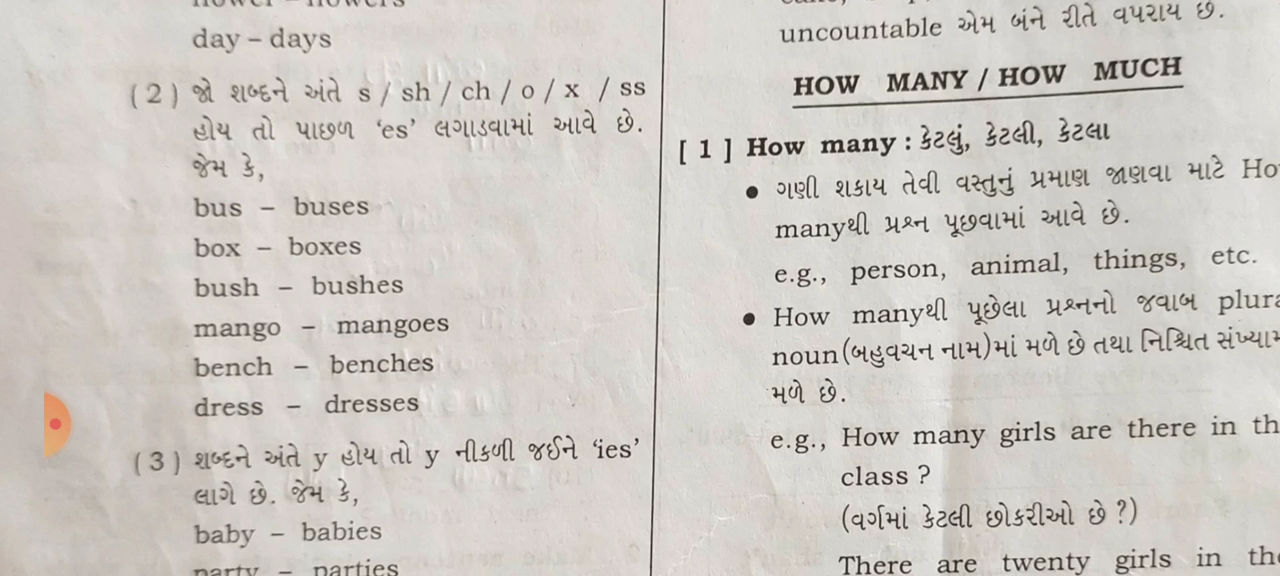 day – days
(2) જો શબ્દને અંતે s / sh / ch / o / x / ss
હોય તો પાછળ ‘es’ લગાડવામાં આવે છે.
જેમ કે,
bus – buses
box – boxes
bush – bushes
mango – mangoes
bench – benches
dress – dresses
(3) શબ્દને અંતે y હોય તો y નીકળી જઈને ‘ies’
લાગે છે. જેમ કે,
baby – babies
party – parties
uncountable એમ બંને રીતે વપરાય છે.
HOW MANY / HOW MUCH
[1] How many : કેટલું, કેટલી, કેટલા
• ગણી શકાય તેવી વસ્તુનું પ્રમાણ જાણવા માટે Ho
manyથી પ્રશ્ન પૂછવામાં આવે છે.
e.g., person, animal, things, etc.
• How manyથી પૂછેલા પ્રશ્નનો જવાબ plura
noun (બહુવચન નામ)માં મળે છે તથા નિશ્ચિત સંખ્યામ
મળે છે.
e.g., How many girls are there in th
class ?
(વર્ગમાં કેટલી છોકરીઓ છે ?)
There are twenty girls in the